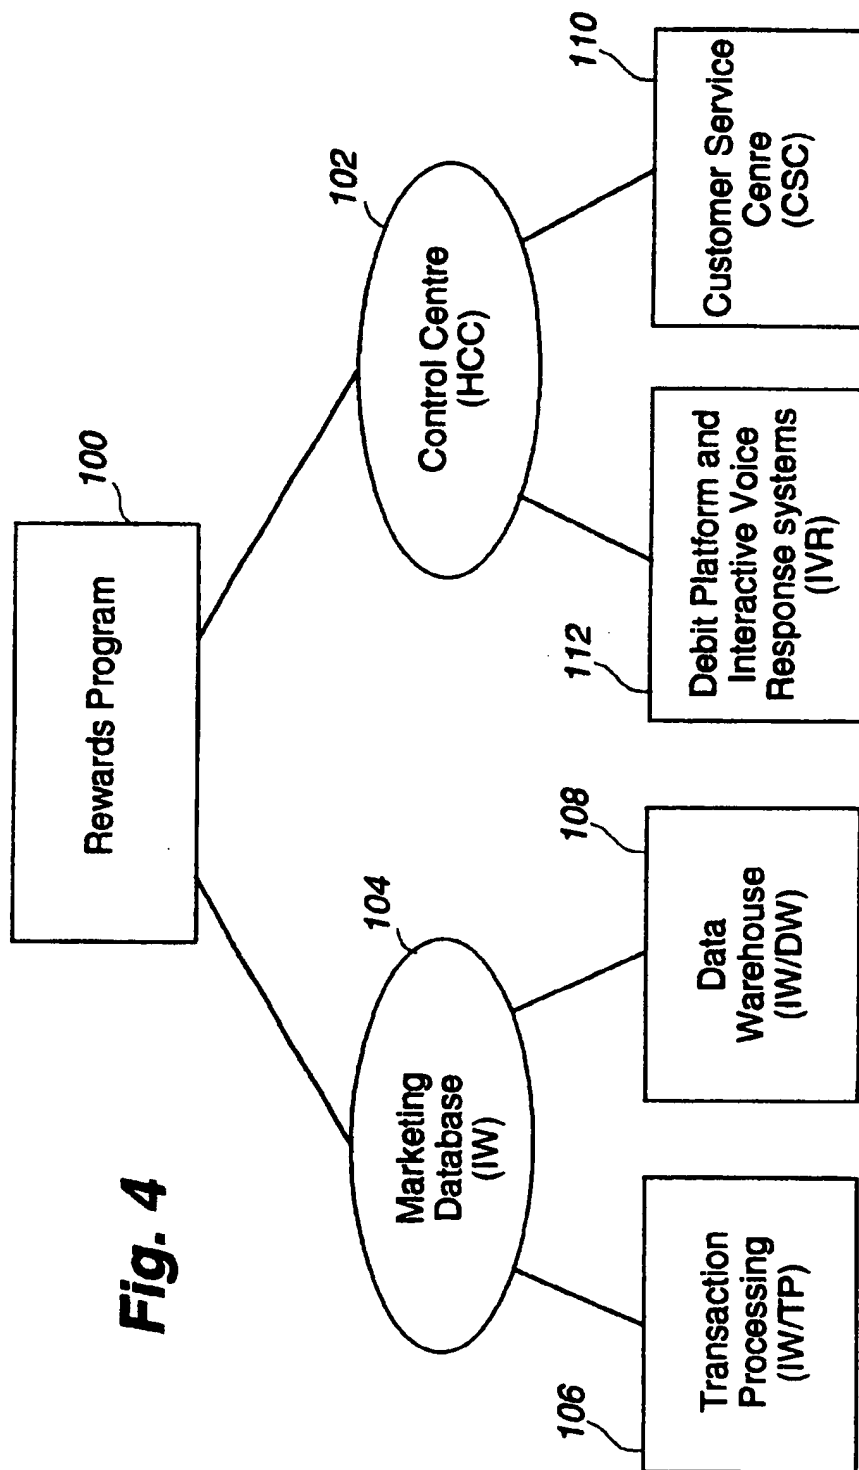 Fig. 4
Rewards Program
100
Marketing
Database
(IW)
104
Control Centre
(HCC)
102
Transaction
Processing
(IW/TP)
106
Data
Warehouse
(IW/DW)
108
Debit Platform and
Interactive Voice
Response systems
(IVR)
112
Customer Service
Cenre
(CSC)
110